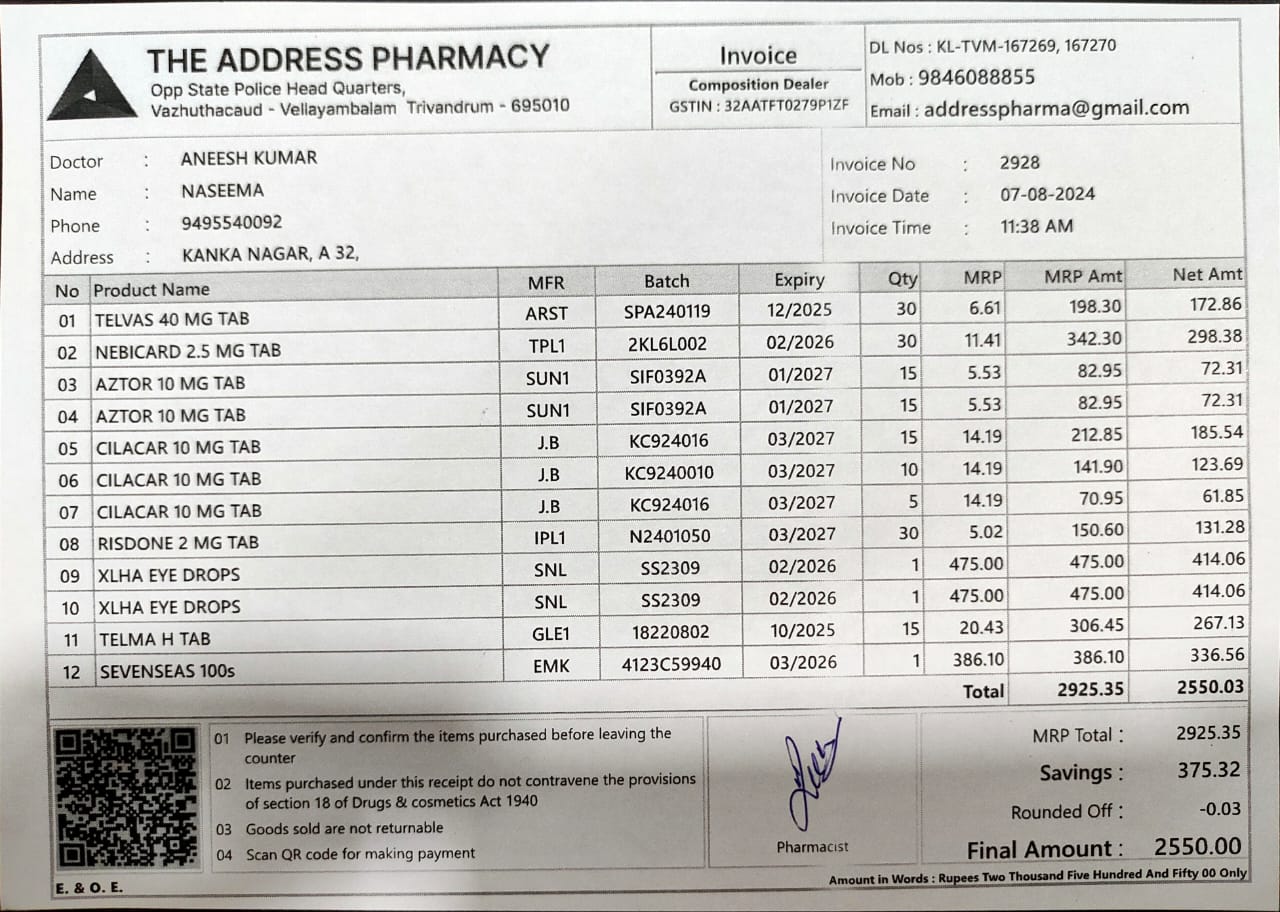 THE ADDRESS PHARMACY
Opp State Police Head Quarters,
Vazhuthacaud - Vellayambalam Trivandrum - 695010
Invoice
Composition Dealer
GSTIN : 32AATFT0279P1ZF
DL Nos : KL-TVM-167269, 167270
Mob : 9846088855
Email : addresspharma@gmail.com
Doctor : ANEESH KUMAR
Name : NASEEMA
Phone : 9495540092
Address : KANKA NAGAR, A 32,
Invoice No : 2928
Invoice Date : 07-08-2024
Invoice Time : 11:38 AM
No Product Name MFR Batch Expiry Qty MRP MRP Amt Net Amt
01 TELVAS 40 MG TAB ARST SPA240119 12/2025 30 6.61 198.30 172.86
02 NEBICARD 2.5 MG TAB TPL1 2KL6L002 02/2026 30 11.41 342.30 298.38
03 AZTOR 10 MG TAB SUN1 SIF0392A 01/2027 15 5.53 82.95 72.31
04 AZTOR 10 MG TAB SUN1 SIF0392A 01/2027 15 5.53 82.95 72.31
05 CILACAR 10 MG TAB J.B KC924016 03/2027 15 14.19 212.85 185.54
06 CILACAR 10 MG TAB J.B KC9240010 03/2027 10 14.19 141.90 123.69
07 CILACAR 10 MG TAB J.B KC924016 03/2027 5 14.19 70.95 61.85
08 RISDONE 2 MG TAB IPL1 N2401050 03/2027 30 5.02 150.60 131.28
09 XLHA EYE DROPS SNL SS2309 02/2026 1 475.00 475.00 414.06
10 XLHA EYE DROPS SNL SS2309 02/2026 1 475.00 475.00 414.06
11 TELMA H TAB GLE1 18220802 10/2025 15 20.43 306.45 267.13
12 SEVENSEAS 100s EMK 4123C59940 03/2026 1 386.10 386.10 336.56
Total 2925.35 2550.03
01 Please verify and confirm the items purchased before leaving the
counter
02 Items purchased under this receipt do not contravene the provisions
of section 18 of Drugs & cosmetics Act 1940
03 Goods sold are not returnable
04 Scan QR code for making payment
E. & O. E.
Pharmacist
MRP Total : 2925.35
Savings : 375.32
Rounded Off : -0.03
Final Amount : 2550.00
Amount in Words : Rupees Two Thousand Five Hundred And Fifty 00 Only